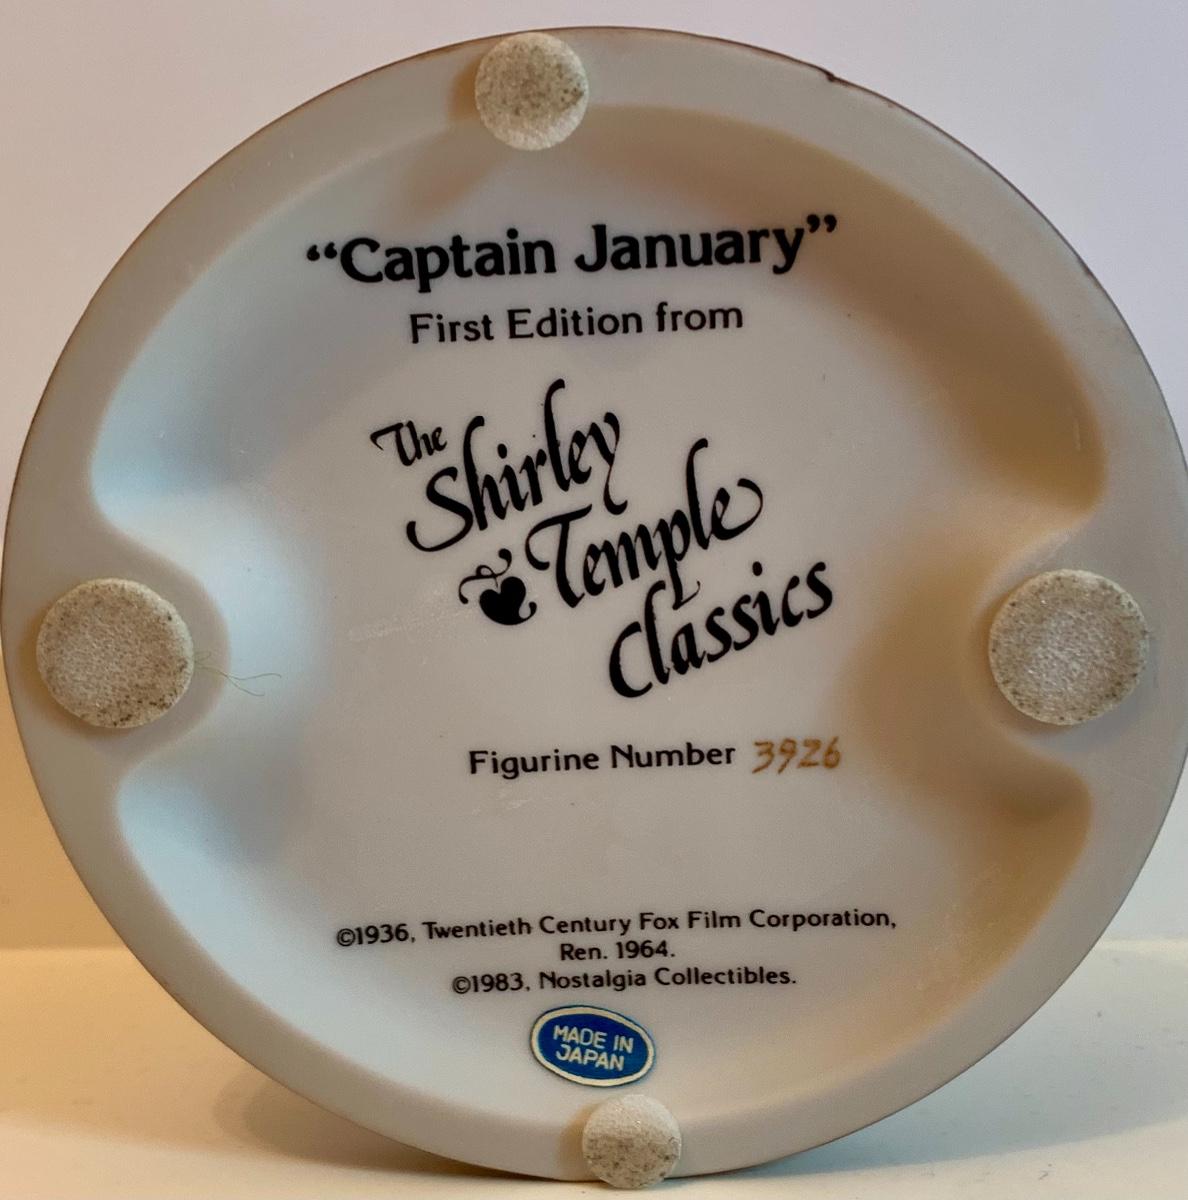 “Captain January”
First Edition from
The
Shirley
Temple
Classics
Figurine Number 3926
©1936, Twentieth Century Fox Film Corporation,
Ren. 1964.
©1983, Nostalgia Collectibles.
MADE IN
JAPAN